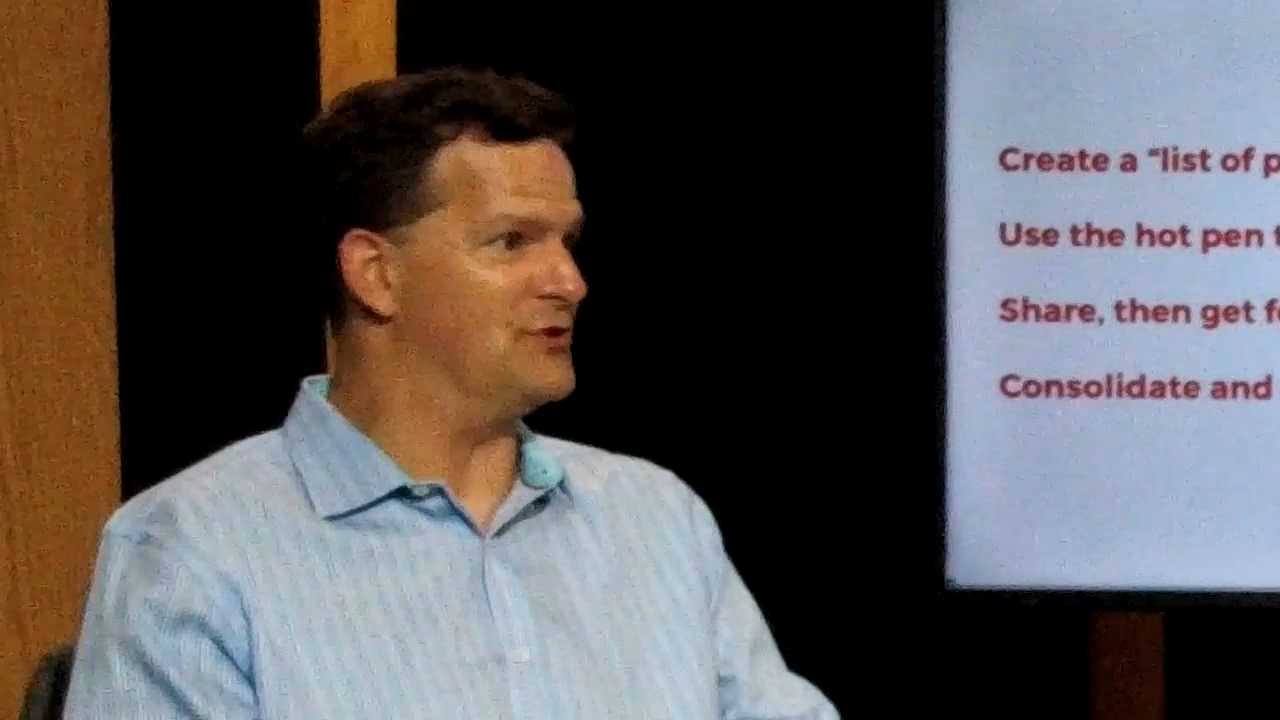 Create a “list of p
Use the hot pen
Share, then get f
Consolidate and